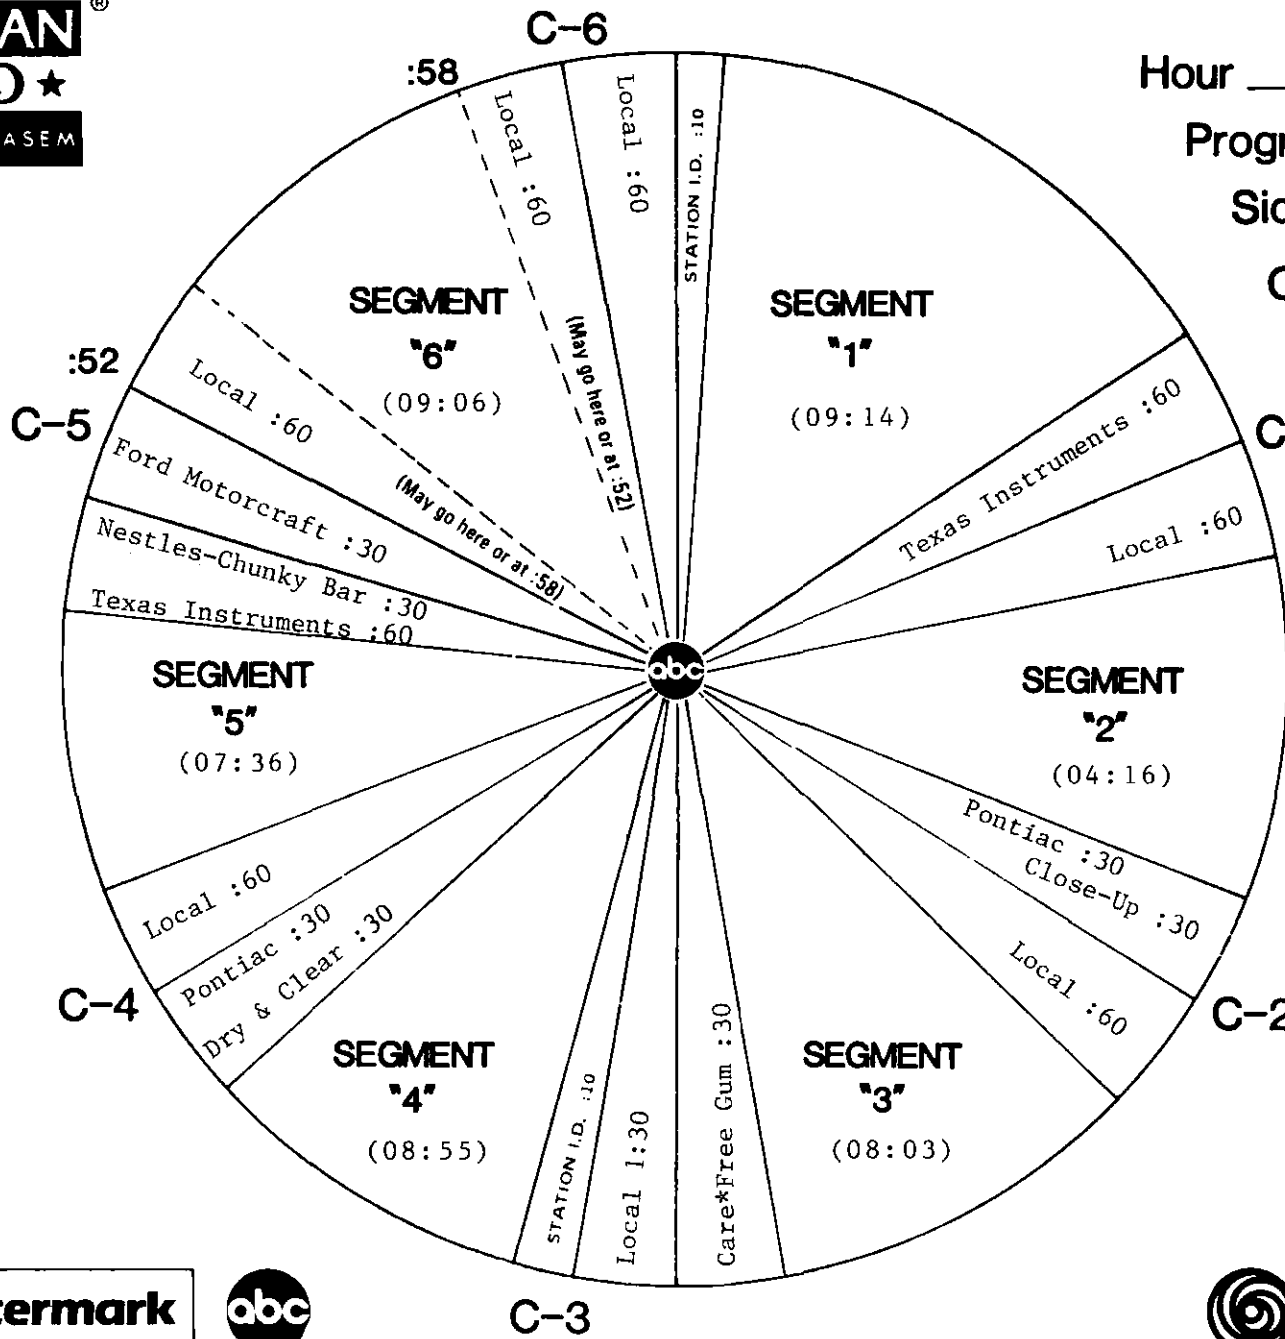 AN ®
ASEM
C-6
:58
Hour
Local :60
Local :60
STATION I.D. :10
SEGMENT
"6"
(09:06)
(May go here or at :52)
SEGMENT
"1"
(09:14)
Texas Instruments :60
Local :60
:52
C-5
Local :60
(May go here or at :58)
Ford Motorcraft :30
Nestles-Chunky Bar :30
Texas Instruments :60
abc
SEGMENT
"5"
(07:36)
SEGMENT
"2"
(04:16)
Pontiac :30
Close-Up :30
Local :60
C-2
Local :60
Pontiac :30
Dry & Clear :30
C-4
SEGMENT
"4"
(08:55)
STATION I.D. :10
Local 1:30
Care*Free Gum :30
SEGMENT
"3"
(08:03)
C-3
termark
abc